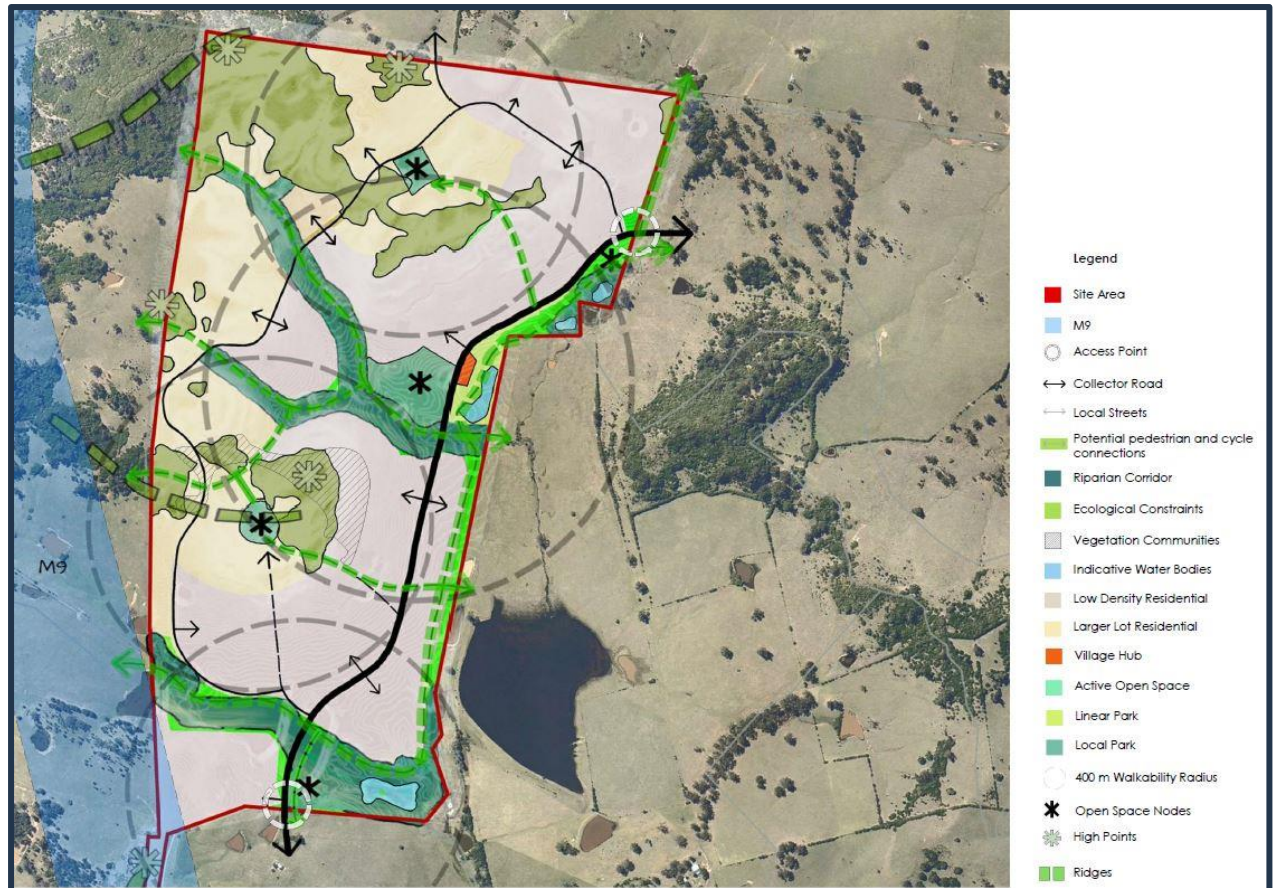 M9
Legend
Site Area
M9
Access Point
Collector Road
Local Streets
Potential pedestrian and cycle
connections
Riparian Corridor
Ecological Constraints
Vegetation Communities
Indicative Water Bodies
Low Density Residential
Larger Lot Residential
Village Hub
Active Open Space
Linear Park
Local Park
400 m Walkability Radius
Open Space Nodes
High Points
Ridges